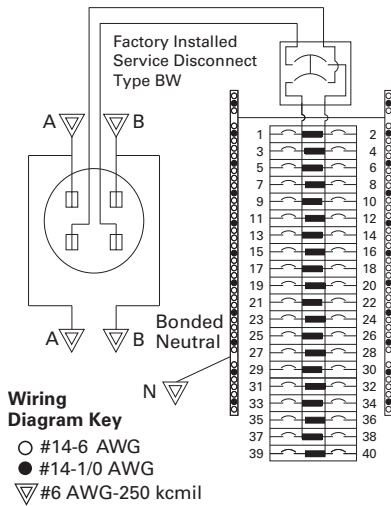 Factory Installed
Service Disconnect
Type BW
A
B
1 2
3 4
5 6
7 8
9 10
11 12
13 14
15 16
17 18
19 20
21 22
23 24
25 26
27 28
29 30
31 32
33 34
35 36
37 38
39 40
A
B
Bonded
Neutral
N
Wiring
Diagram Key
#14-6 AWG
#14-1/0 AWG
#6 AWG-250 kcmil